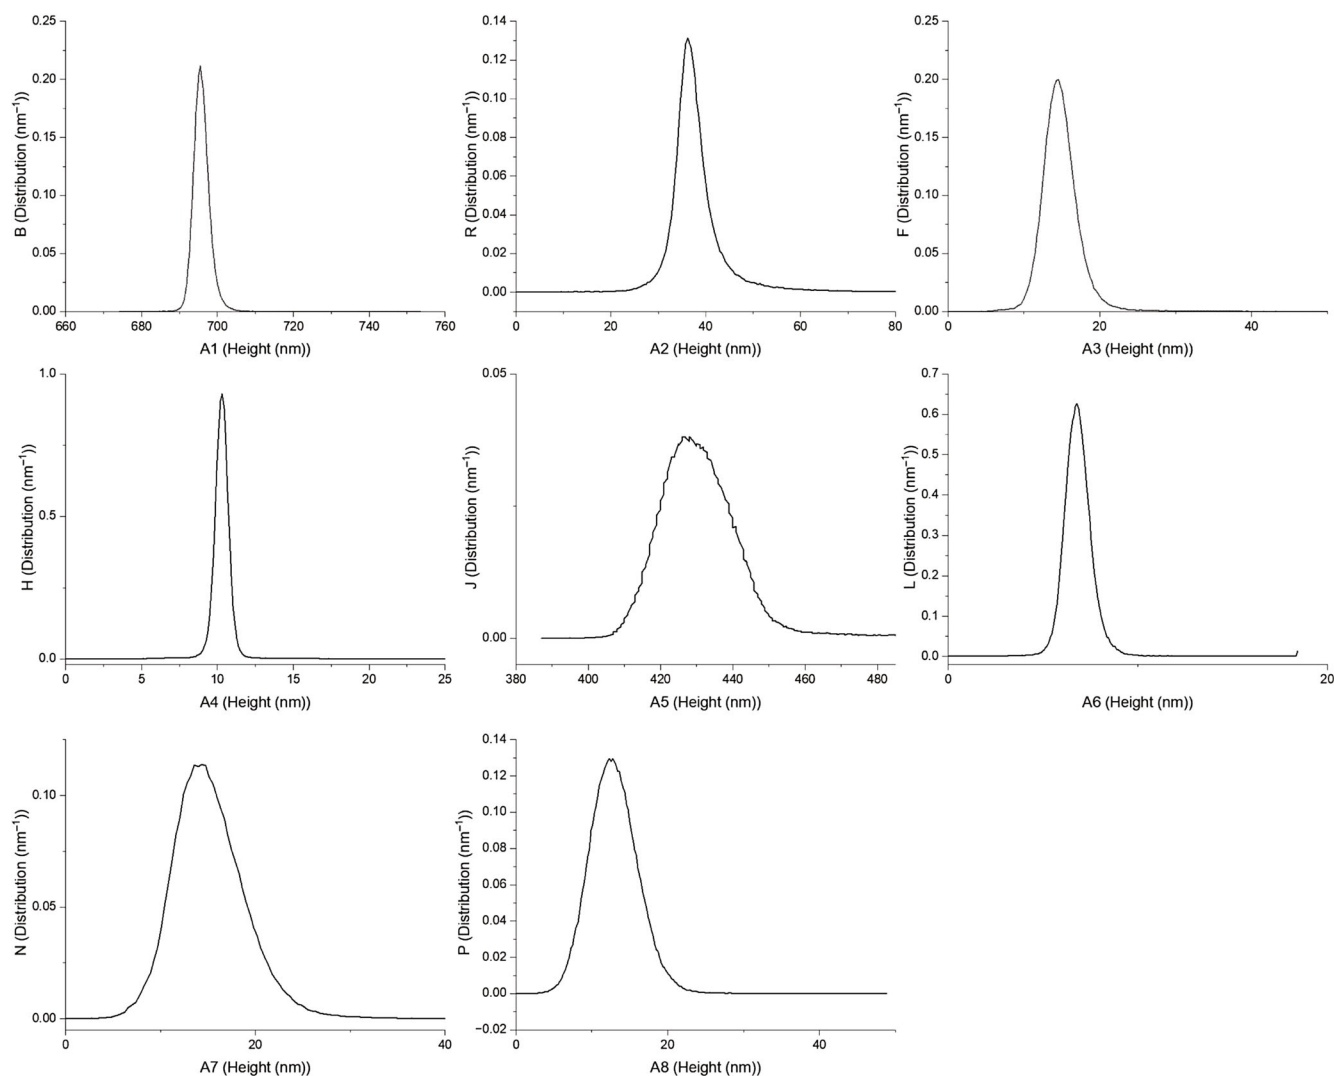 0.25
0.20
0.15
0.10
0.05
0.00
B (Distribution (nm⁻¹))
660 680 700 720 740 760
A1 (Height (nm))
0.14
0.12
0.10
0.08
0.06
0.04
0.02
0.00
R (Distribution (nm⁻¹))
0 20 40 60 80
A2 (Height (nm))
0.25
0.20
0.15
0.10
0.05
0.00
F (Distribution (nm⁻¹))
0 20 40
A3 (Height (nm))
1.0
0.5
0.0
H (Distribution (nm⁻¹))
0 5 10 15 20 25
A4 (Height (nm))
0.05
0.00
J (Distribution (nm⁻¹))
380 400 420 440 460 480
A5 (Height (nm))
0.7
0.6
0.5
0.4
0.3
0.2
0.1
0.0
L (Distribution (nm⁻¹))
0 20
A6 (Height (nm))
0.10
0.05
0.00
N (Distribution (nm⁻¹))
0 20 40
A7 (Height (nm))
0.14
0.12
0.10
0.08
0.06
0.04
0.02
0.00
−0.02
P (Distribution (nm⁻¹))
0 20 40
A8 (Height (nm))